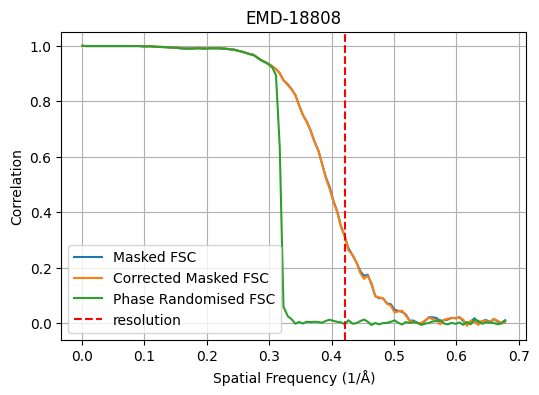 EMD-18808
1.0
0.8
0.6
0.4
0.2
0.0
Correlation
Masked FSC
Corrected Masked FSC
Phase Randomised FSC
resolution
0.0 0.1 0.2 0.3 0.4 0.5 0.6 0.7
Spatial Frequency (1/Å)